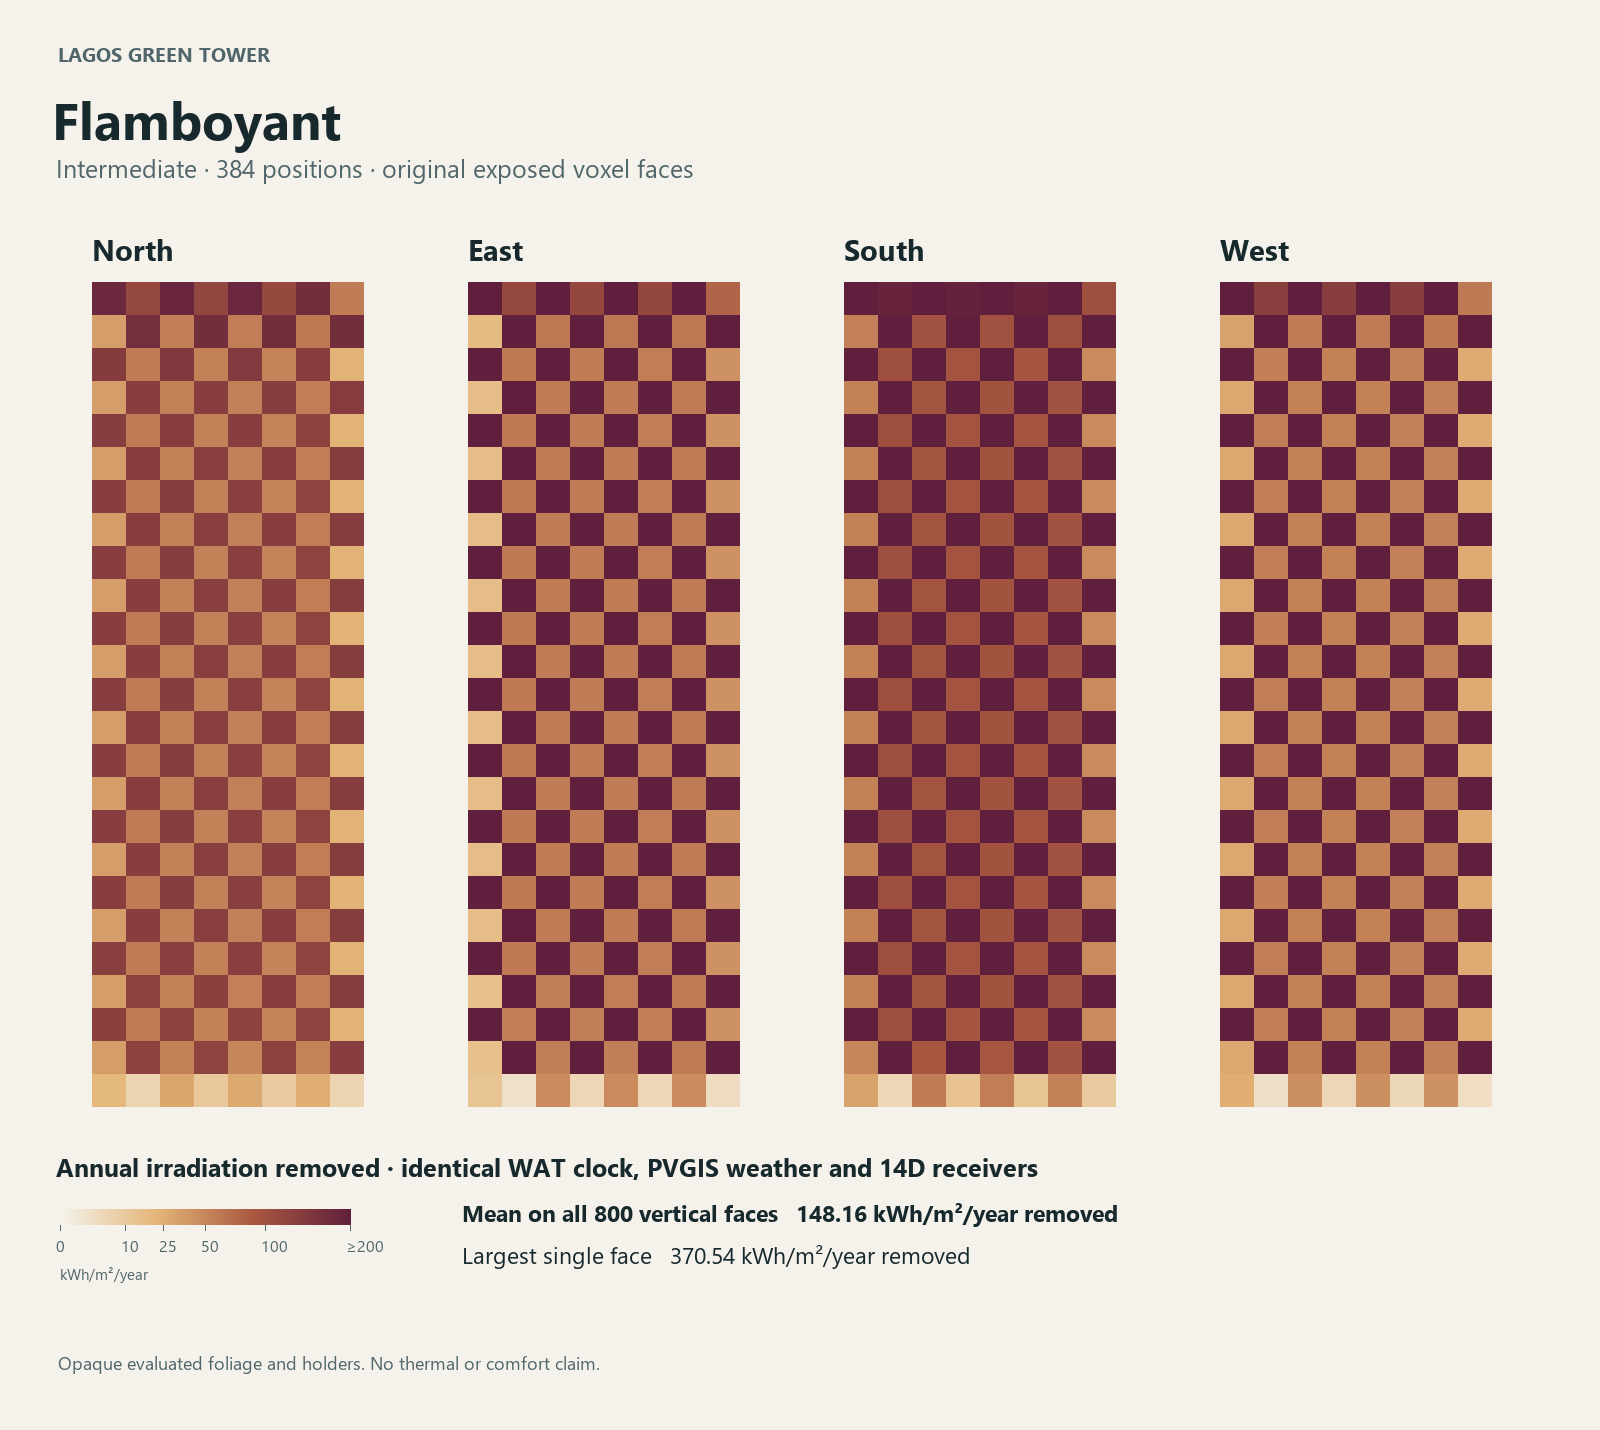 LAGOS GREEN TOWER
Flamboyant
Intermediate · 384 positions · original exposed voxel faces
North East South West
Annual irradiation removed · identical WAT clock, PVGIS weather and 14D receivers
Mean on all 800 vertical faces 148.16 kWh/m²/year removed
0 10 25 50 100 ≥200
Largest single face 370.54 kWh/m²/year removed
kWh/m²/year
Opaque evaluated foliage and holders. No thermal or comfort claim.